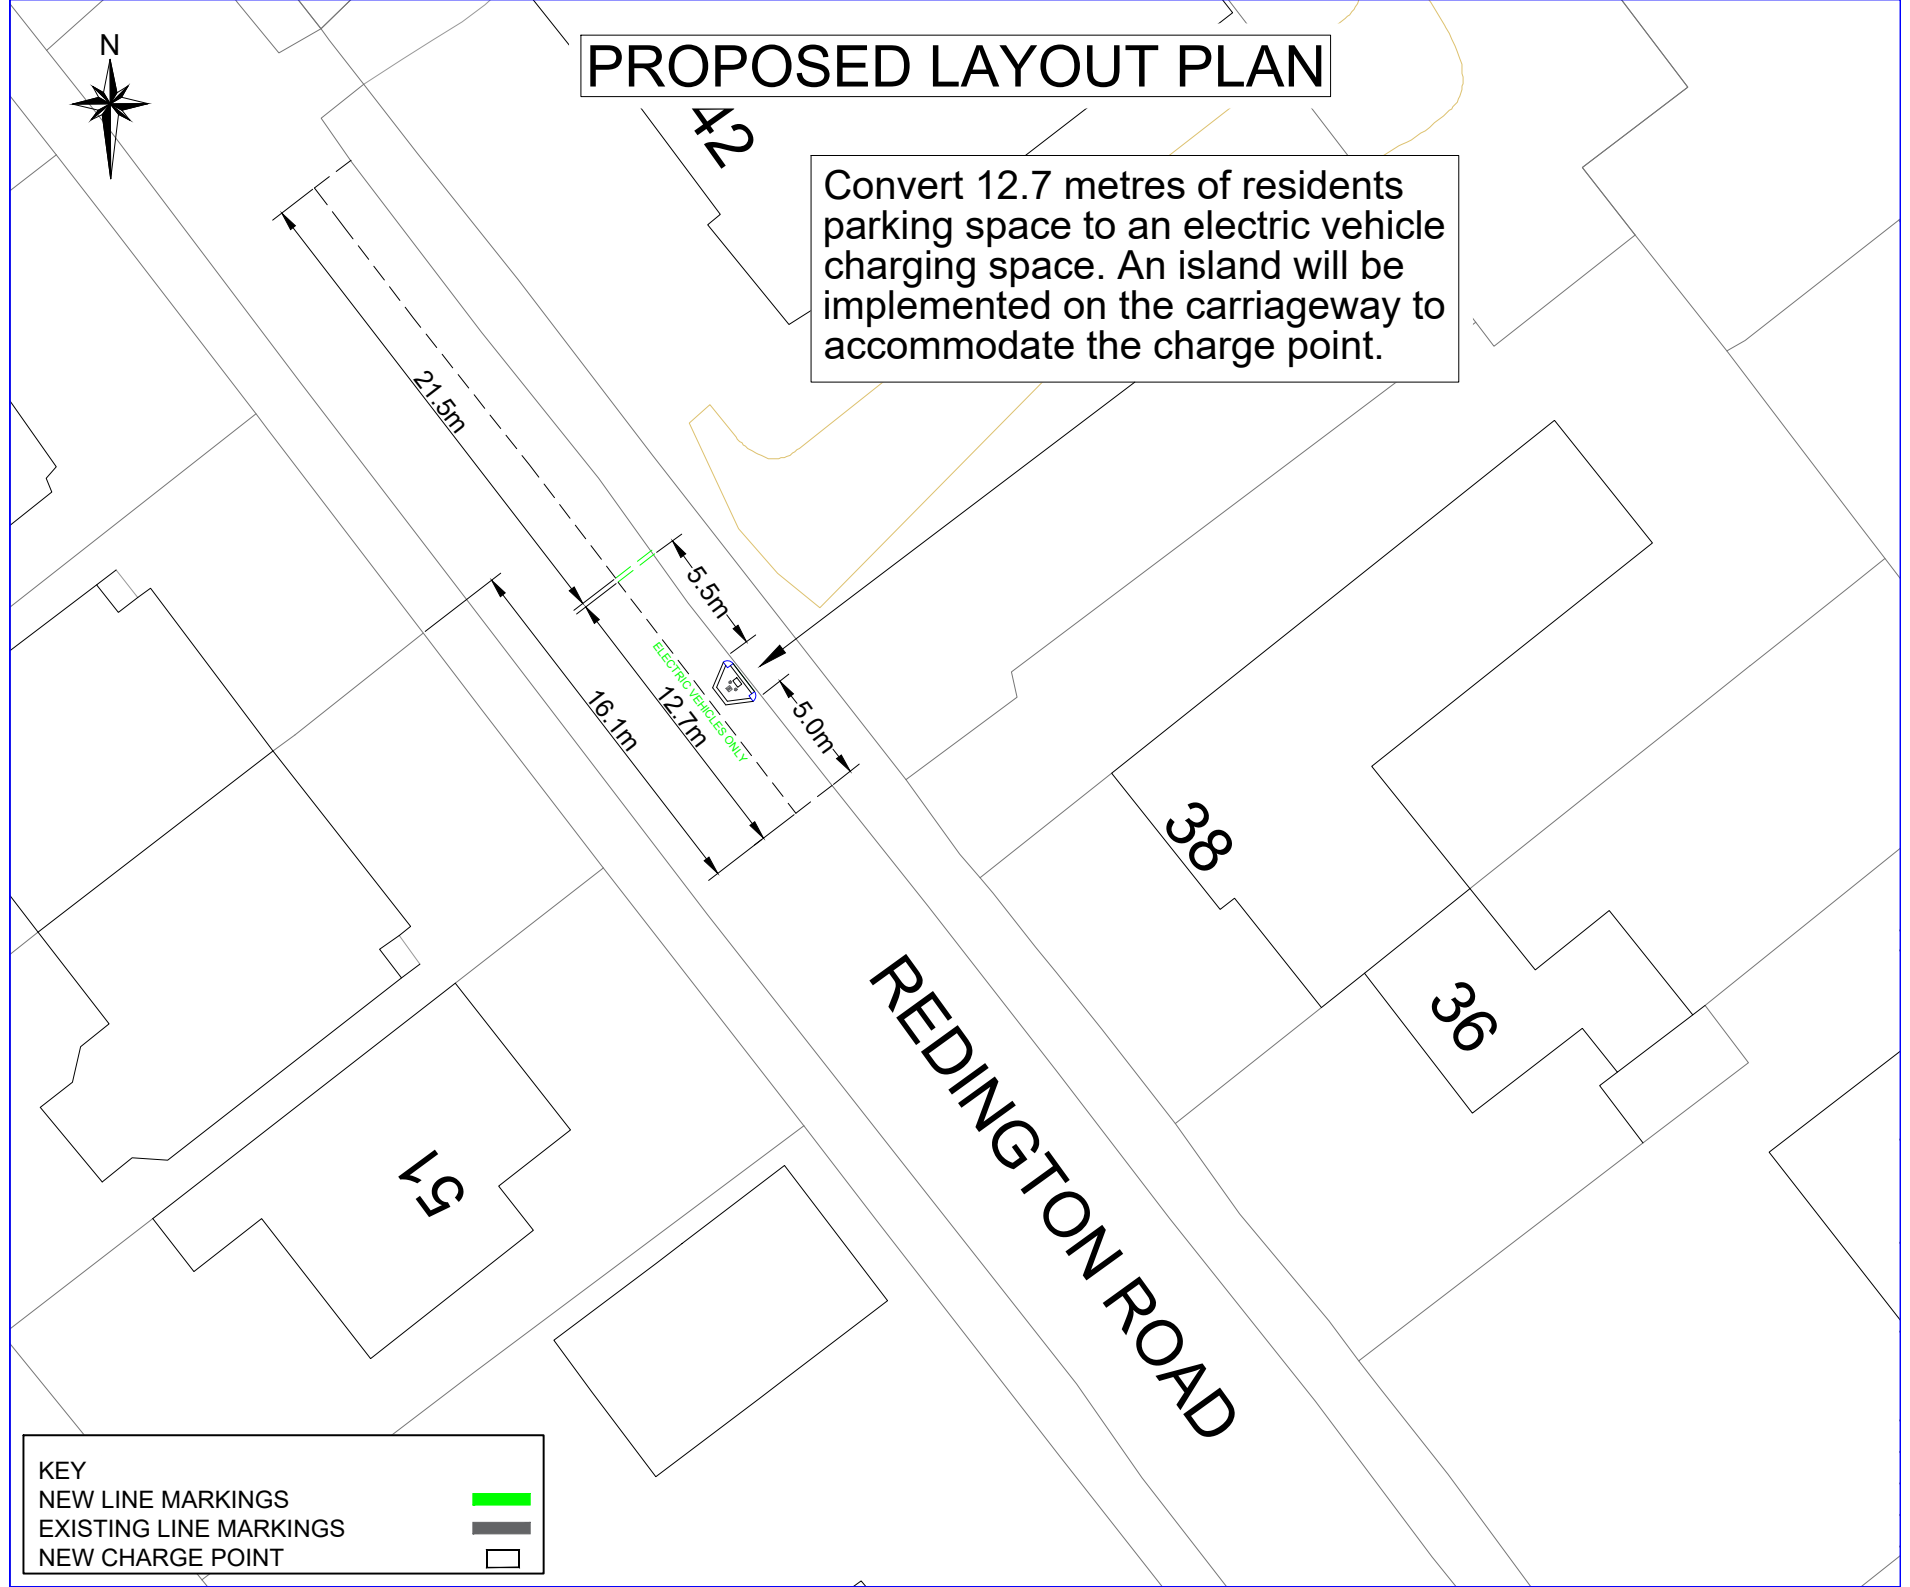 N
PROPOSED LAYOUT PLAN
42
Convert 12.7 metres of residents
parking space to an electric vehicle
charging space. An island will be
implemented on the carriageway to
accommodate the charge point.
21.5m
5.5m
ELECTRIC VEHICLES ONLY
16.1m
12.7m
5.0m
38
36
REDINGTON ROAD
51
KEY
NEW LINE MARKINGS
EXISTING LINE MARKINGS
NEW CHARGE POINT